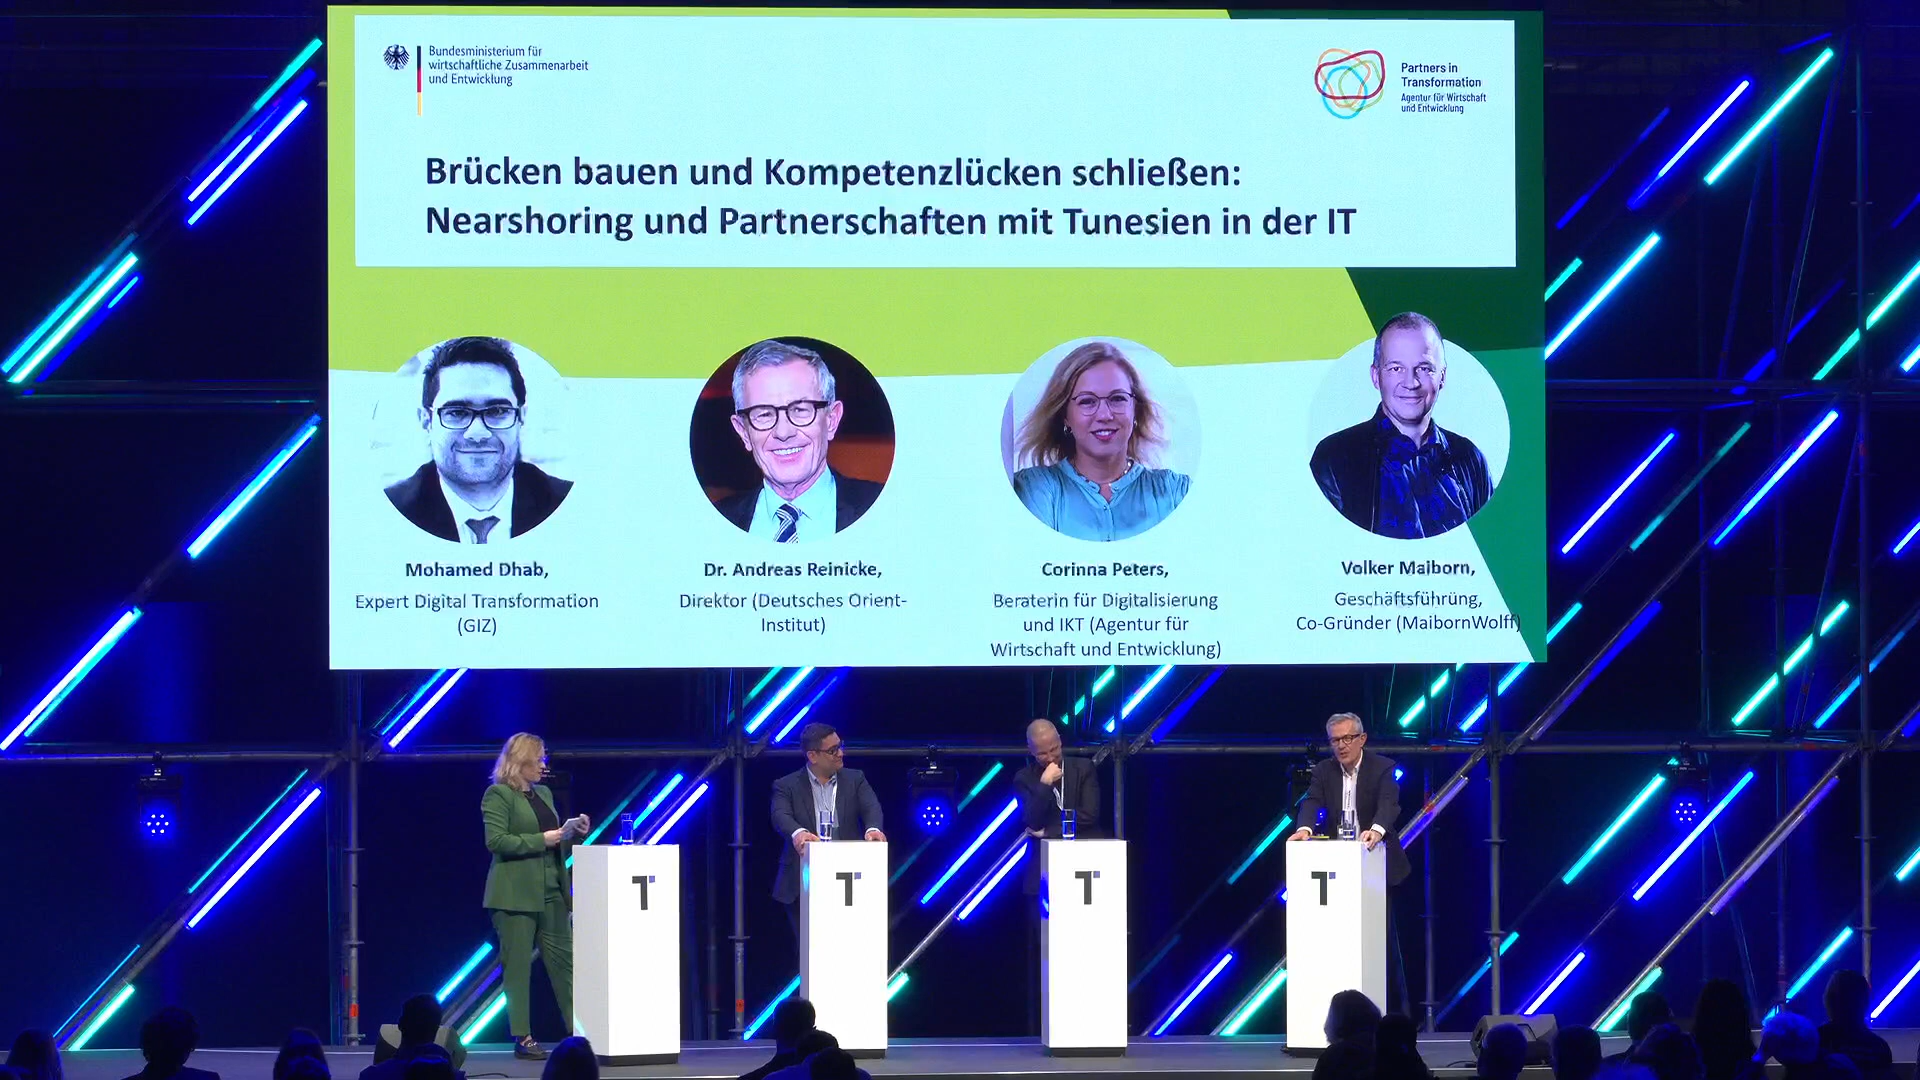 Bundesministerium für
wirtschaftliche Zusammenarbeit
und Entwicklung
Partners in
Transformation
Agentur für Wirtschaft
und Entwicklung
Brücken bauen und Kompetenzlücken schließen:
Nearshoring und Partnerschaften mit Tunesien in der IT
Mohamed Dhab,
Expert Digital Transformation
(GIZ)
Dr. Andreas Reinicke,
Direktor (Deutsches Orient-
Institut)
Corinna Peters,
Beraterin für Digitalisierung
und IKT (Agentur für
Wirtschaft und Entwicklung)
Volker Maiborn,
Geschäftsführung,
Co-Gründer (MaibornWolff)
T
T
T
T